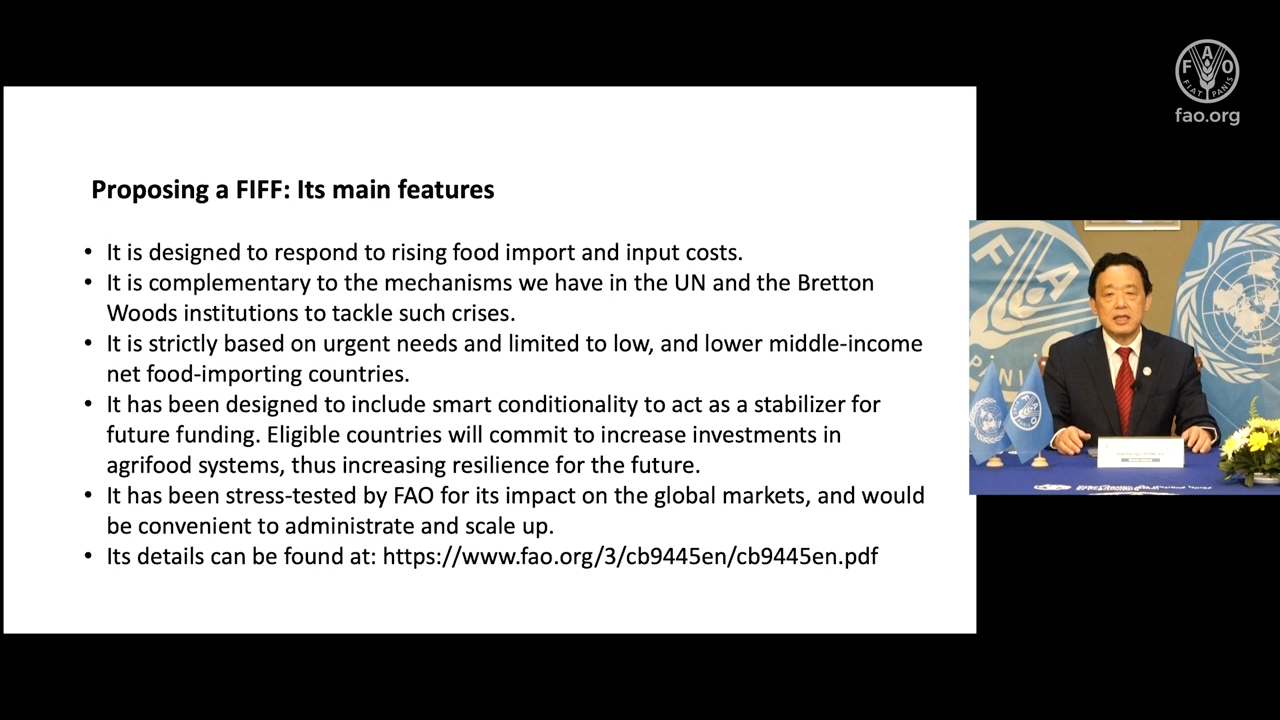 FAO
FIAT PANIS
fao.org
Proposing a FIFF: Its main features
• It is designed to respond to rising food import and input costs.
• It is complementary to the mechanisms we have in the UN and the Bretton
Woods institutions to tackle such crises.
• It is strictly based on urgent needs and limited to low, and lower middle-income
net food-importing countries.
• It has been designed to include smart conditionality to act as a stabilizer for
future funding. Eligible countries will commit to increase investments in
agrifood systems, thus increasing resilience for the future.
• It has been stress-tested by FAO for its impact on the global markets, and would
be convenient to administrate and scale up.
• Its details can be found at: https://www.fao.org/3/cb9445en/cb9445en.pdf